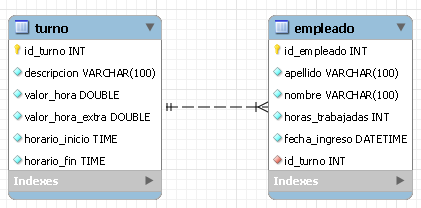 turno
id_turno INT
descripcion VARCHAR(100)
valor_hora DOUBLE
valor_hora_extra DOUBLE
horario_inicio TIME
horario_fin TIME
Indexes
empleado
id_empleado INT
apellido VARCHAR(100)
nombre VARCHAR(100)
horas_trabajadas INT
fecha_ingreso DATETIME
id_turno INT
Indexes